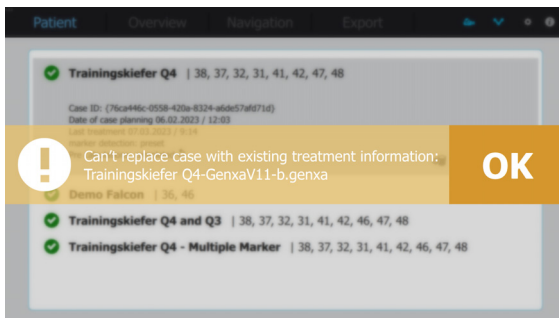 Patient Overview Navigation Export
Trainingskiefer Q4 | 38, 37, 32, 31, 41, 42, 47, 48
Case ID: {76ca446c-0558-420a-8324-a6de57afd71d}
Date of case planning 06.02.2023 / 12:03
Last treatment 07.03.2023 / 9:14
marker detection: preset
Can't replace case with existing treatment information:
Trainingskiefer Q4-GenxaV11-b.genxa
OK
Demo Falcon | 36, 46
Trainingskiefer Q4 and Q3 | 38, 37, 32, 31, 41, 42, 46, 47, 48
Trainingskiefer Q4 - Multiple Marker | 38, 37, 32, 31, 41, 42, 46, 47, 48